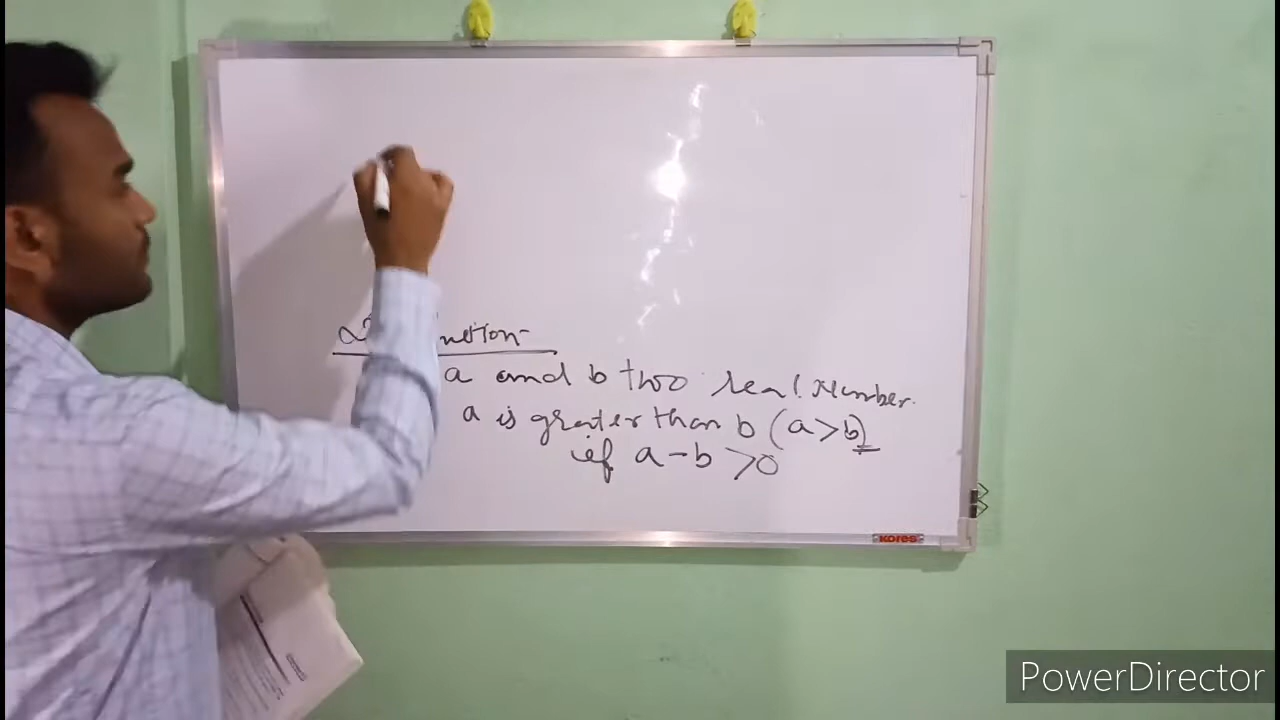 a and b two real Number.
a is greater than b (a > b)
if a - b > 0
KORES
PowerDirector